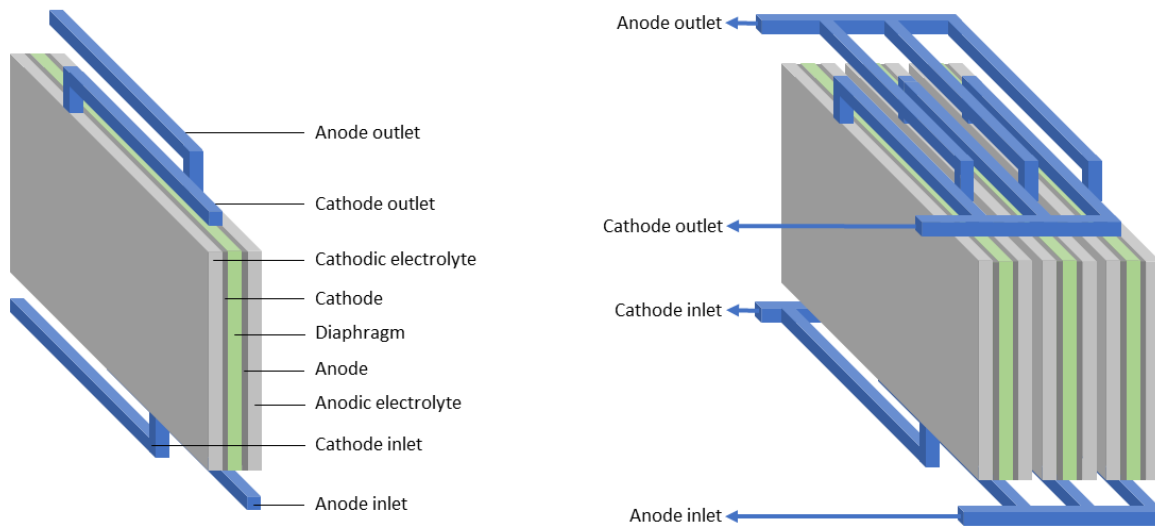 Anode outlet
Cathode outlet
Cathodic electrolyte
Cathode
Diaphragm
Anode
Anodic electrolyte
Cathode inlet
Anode inlet
Anode outlet
Cathode outlet
Cathode inlet
Anode inlet